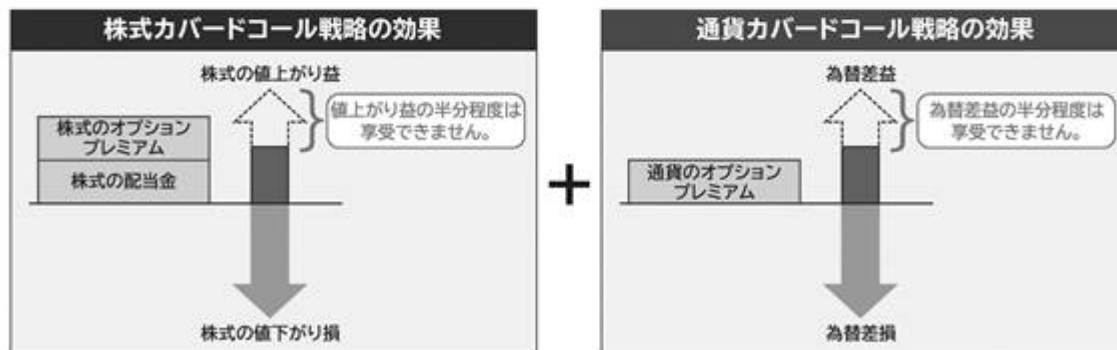 株式カバードコール戦略の効果
株式の値上がり益
値上がり益の半分程度は
享受できません。
株式のオプション
プレミアム
株式の配当金
株式の値下がり損
+
通貨カバードコール戦略の効果
為替差益
為替差益の半分程度は
享受できません。
通貨のオプション
プレミアム
為替差損